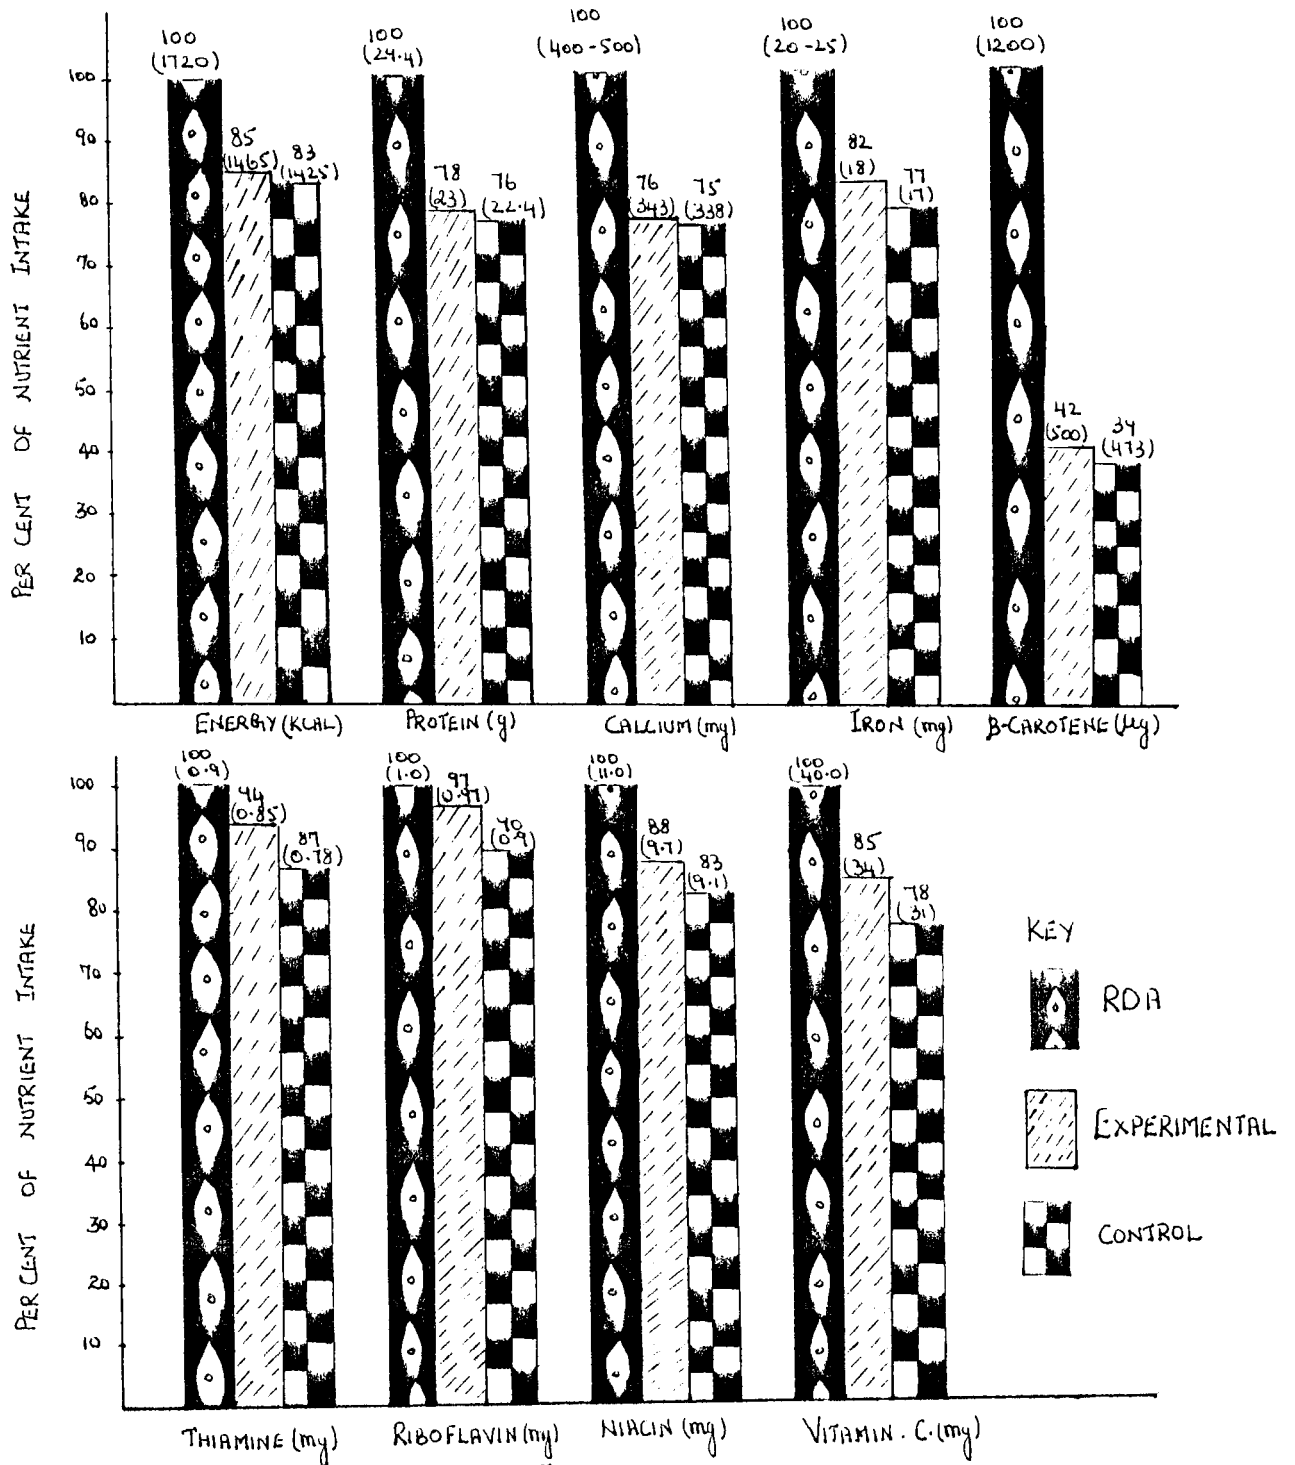 100 100 100 100 100
(1720) (29.4) (400-500) (20-25) (1200)
85 83 78 76 76 75 82 77 42 34
(1465) (1425) (23) (22.4) (343) (338) (18) (17) (500) (473)
100
90
80
70
60
50
40
30
20
10
PER CENT OF NUTRIENT INTAKE
ENERGY (KCAL) PROTEIN (g) CALCIUM (mg) IRON (mg) β-CAROTENE (μg)
100 100 100 100
(0.9) (1.0) (11.0) (40.0)
94 87 97 90 88 83 85 78
(0.85) (0.78) (0.97) (0.9) (9.7) (9.1) (34) (31)
100
90
80
70
60
50
40
30
20
10
PER CENT OF NUTRIENT INTAKE
THIAMINE (mg) RIBOFLAVIN (mg) NIACIN (mg) VITAMIN. C. (mg)
KEY
RDA
EXPERIMENTAL
CONTROL